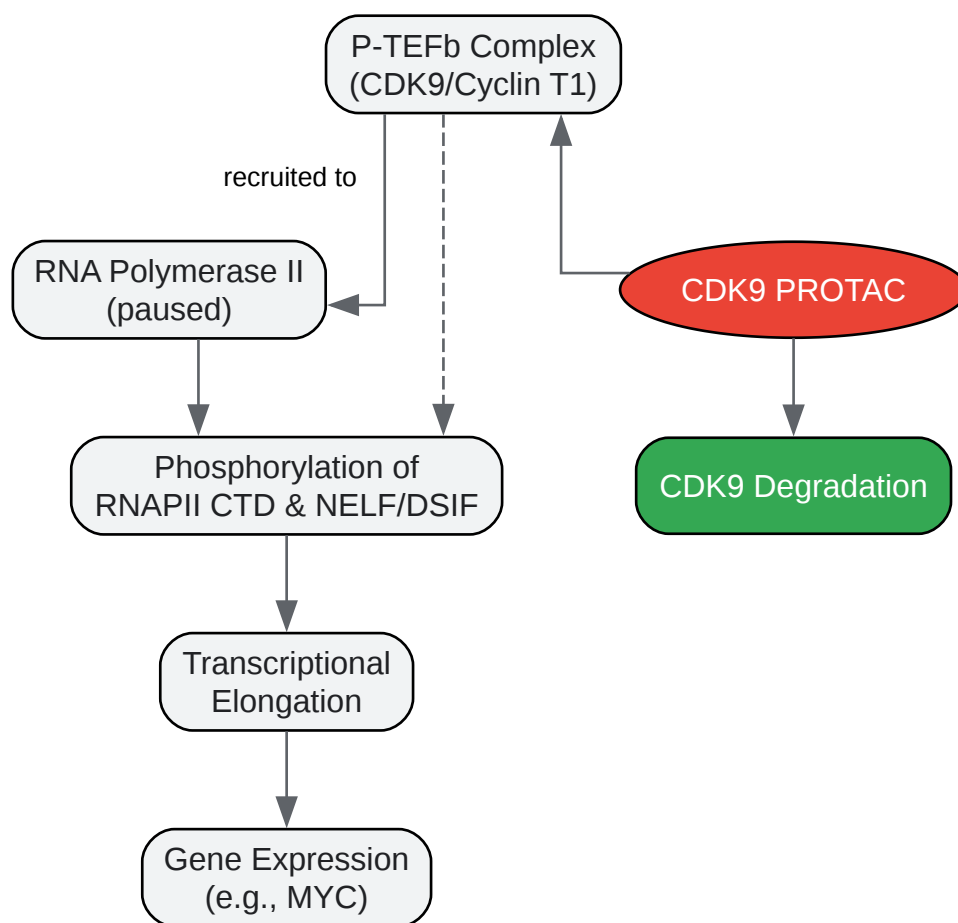 P-TEFb Complex
(CDK9/Cyclin T1)
recruited to
RNA Polymerase II
(paused)
CDK9 PROTAC
Phosphorylation of
RNAPII CTD & NELF/DSIF
CDK9 Degradation
Transcriptional
Elongation
Gene Expression
(e.g., MYC)